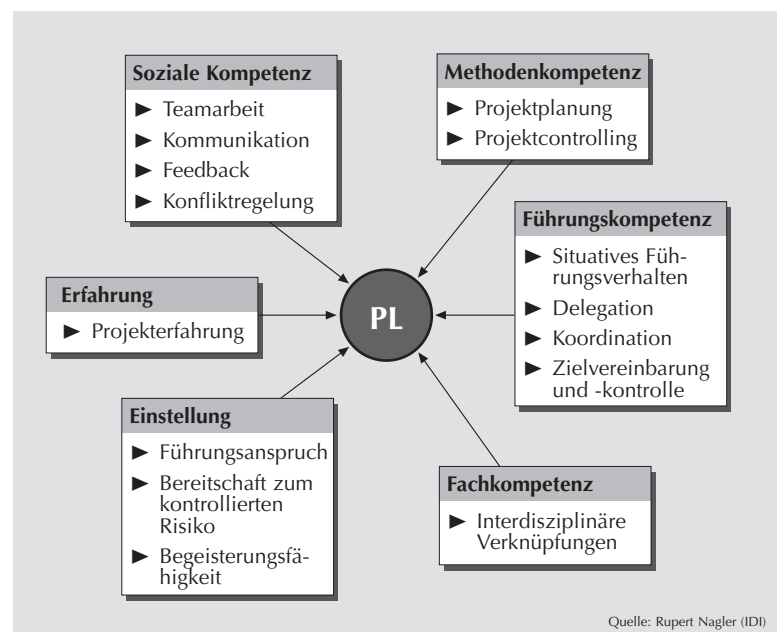 Soziale Kompetenz
► Teamarbeit
► Kommunikation
► Feedback
► Konfliktregelung
Methodenkompetenz
► Projektplanung
► Projektcontrolling
Führungskompetenz
► Situatives Füh-
rungsverhalten
► Delegation
► Koordination
► Zielvereinbarung
und -kontrolle
Erfahrung
► Projekterfahrung
PL
Einstellung
► Führungsanspruch
► Bereitschaft zum
kontrollierten
Risiko
► Begeisterungsfä-
higkeit
Fachkompetenz
► Interdisziplinäre
Verknüpfungen
Quelle: Rupert Nagler (IDI)